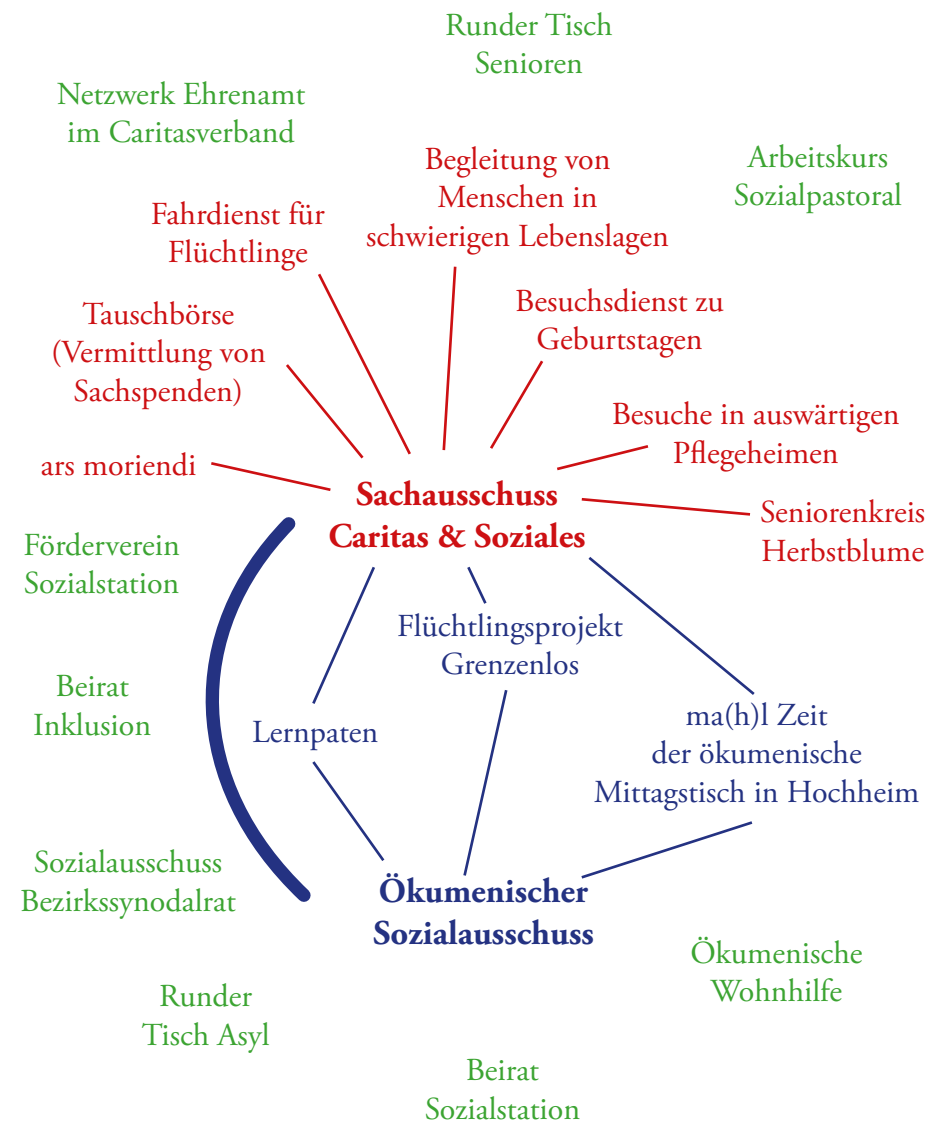 Runder Tisch
Senioren
Netzwerk Ehrenamt
im Caritasverband
Arbeitskurs
Sozialpastoral
Begleitung von
Menschen in
schwierigen Lebenslagen
Fahrdienst für
Flüchtlinge
Tauschbörse
(Vermittlung von
Sachspenden)
Besuchsdienst zu
Geburtstagen
Besuche in auswärtigen
Pflegeheimen
ars moriendi
Sachausschuss
Caritas & Soziales
Seniorenkreis
Herbstblume
Förderverein
Sozialstation
Flüchtlingsprojekt
Grenzenlos
Beirat
Inklusion
Lernpaten
ma(h)l Zeit
der ökumenische
Mittagstisch in Hochheim
Sozialausschuss
Bezirkssynodalrat
Ökumenischer
Sozialausschuss
Ökumenische
Wohnhilfe
Runder
Tisch Asyl
Beirat
Sozialstation